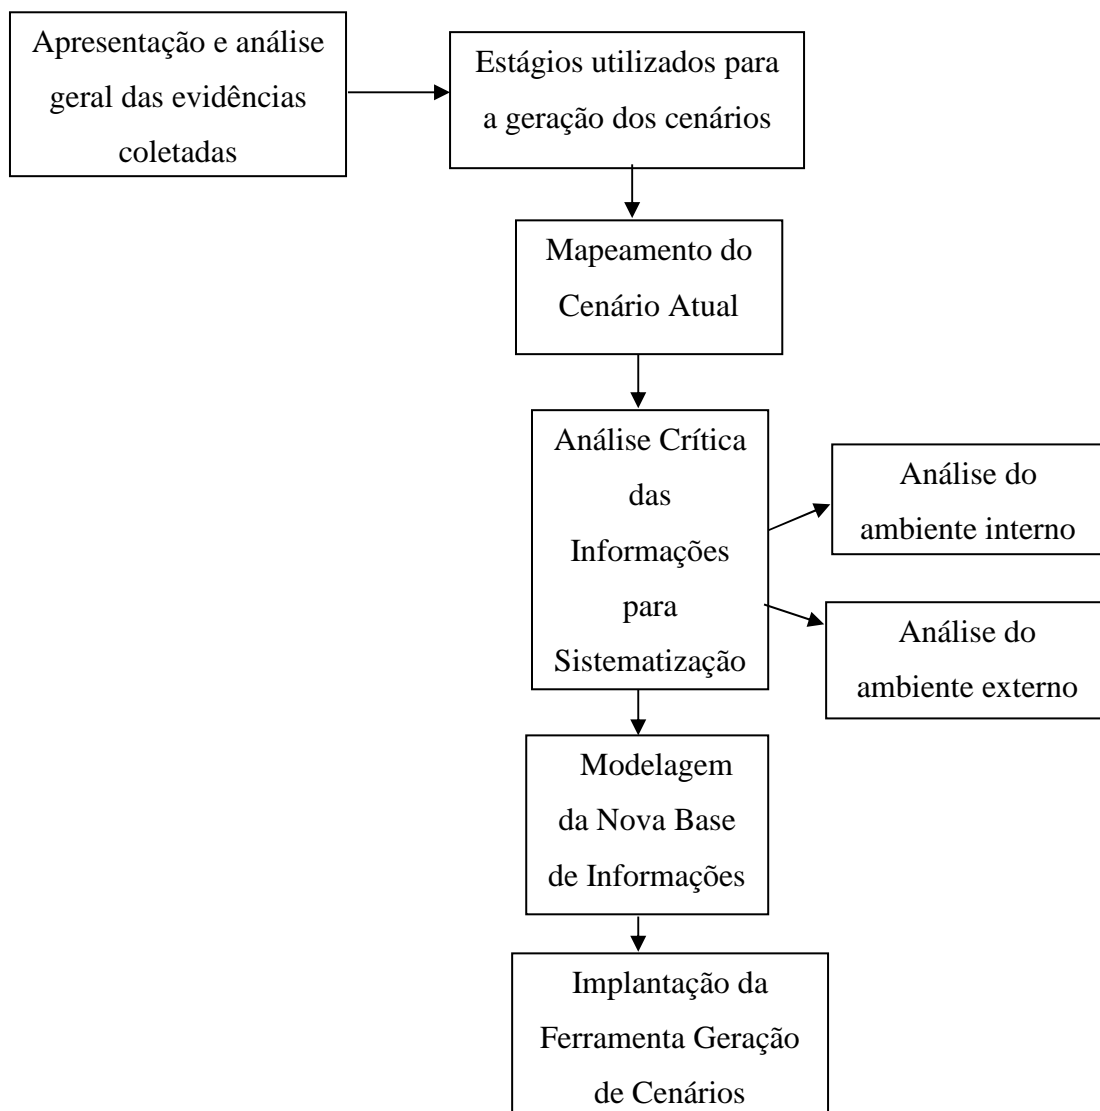 Apresentação e análise
geral das evidências
coletadas
Estágios utilizados para
a geração dos cenários
Mapeamento do
Cenário Atual
Análise Crítica
das
Informações
para
Sistematização
Análise do
ambiente interno
Análise do
ambiente externo
Modelagem
da Nova Base
de Informações
Implantação da
Ferramenta Geração
de Cenários